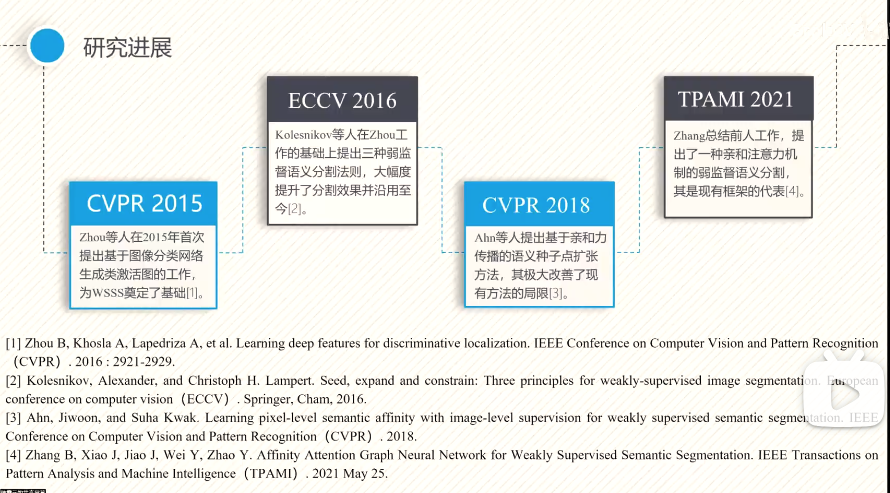 研究进展
CVPR 2015
Zhou等人在2015年首次
提出基于图像分类网络
生成类激活图的工作，
为WSSS奠定了基础[1]。
ECCV 2016
Kolesnikov等人在Zhou工
作的基础上提出三种弱监
督语义分割法则，大幅度
提升了分割效果并沿用至
今[2]。
CVPR 2018
Ahn等人提出基于亲和力
传播的语义种子点扩张
方法，其极大改善了现
有方法的局限[3]。
TPAMI 2021
Zhang总结前人工作，提
出了一种亲和注意力机
制的弱监督语义分割，
其是现有框架的代表[4]。
[1] Zhou B, Khosla A, Lapedriza A, et al. Learning deep features for discriminative localization. IEEE Conference on Computer Vision and Pattern Recognition
（CVPR）. 2016 : 2921-2929.
[2] Kolesnikov, Alexander, and Christoph H. Lampert. Seed, expand and constrain: Three principles for weakly-supervised image segmentation. European
conference on computer vision（ECCV）. Springer, Cham, 2016.
[3] Ahn, Jiwoon, and Suha Kwak. Learning pixel-level semantic affinity with image-level supervision for weakly supervised semantic segmentation. IEEE
Conference on Computer Vision and Pattern Recognition（CVPR）. 2018.
[4] Zhang B, Xiao J, Jiao J, Wei Y, Zhao Y. Affinity Attention Graph Neural Network for Weakly Supervised Semantic Segmentation. IEEE Transactions on
Pattern Analysis and Machine Intelligence（TPAMI）. 2021 May 25.